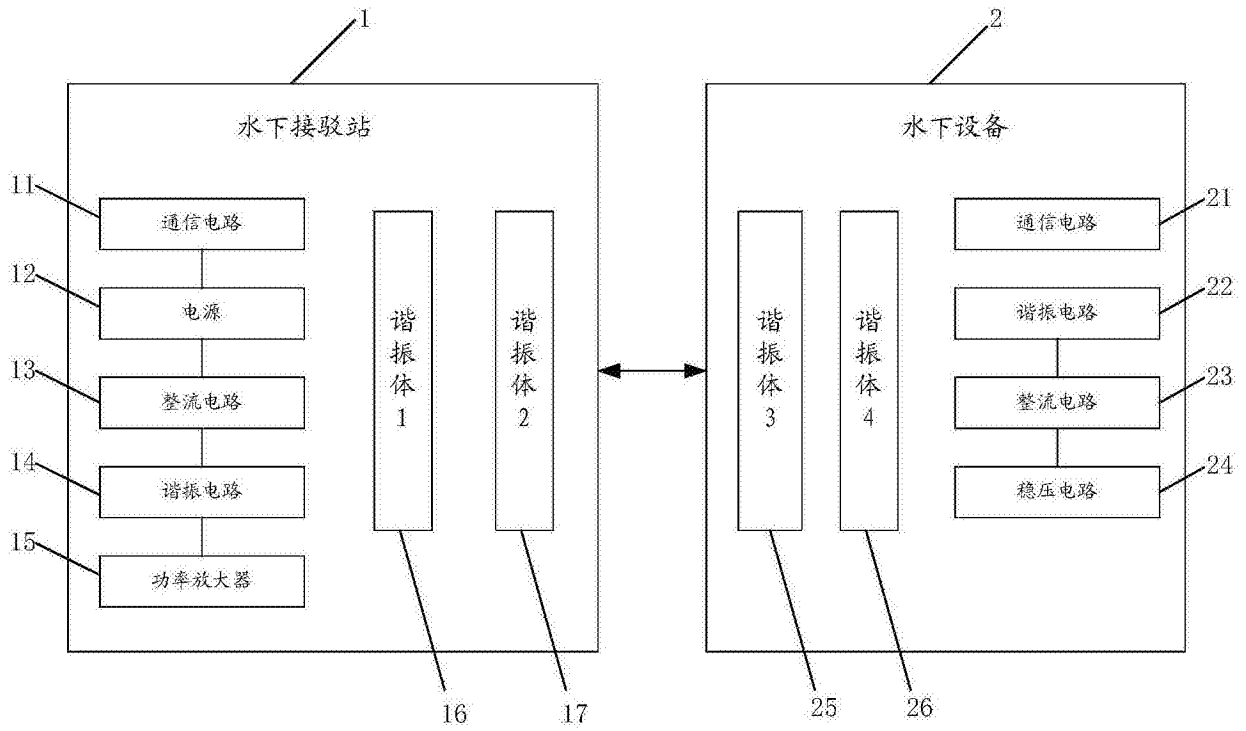 1
2
水下接驳站
水下设备
11
通信电路
12
电源
13
整流电路
14
谐振电路
15
功率放大器
谐振体1
谐振体2
16
17
谐振体3
谐振体4
25
26
21
通信电路
22
谐振电路
23
整流电路
24
稳压电路